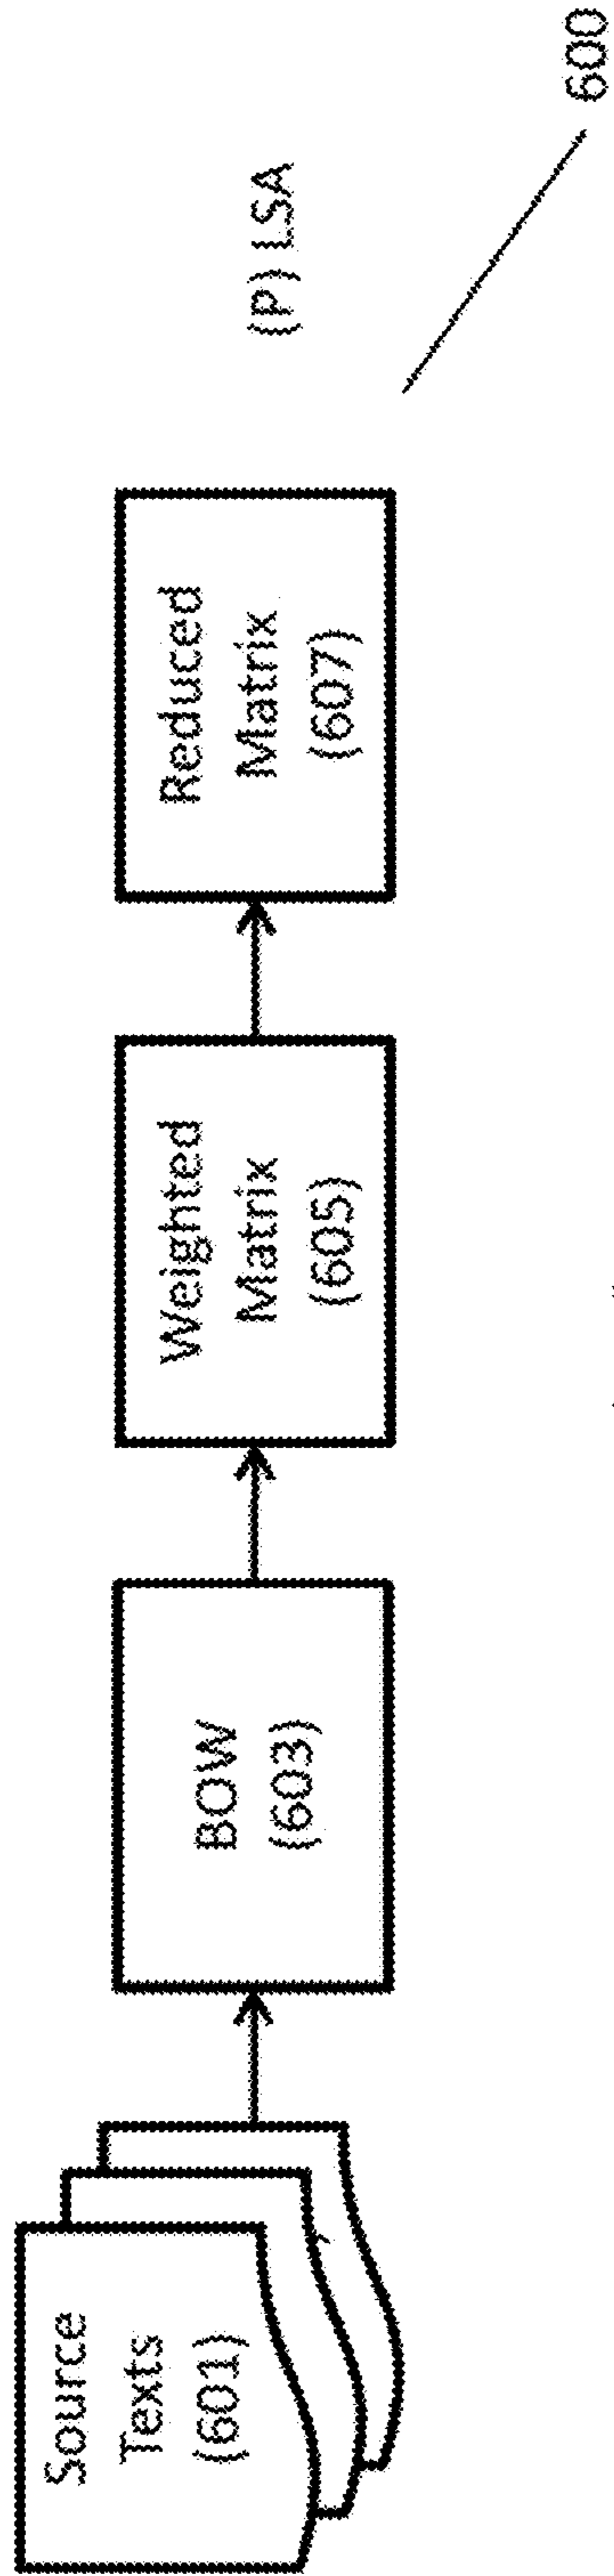 Source
Texts
(601)
BOW
(603)
Weighted
Matrix
(605)
Reduced
Matrix
(607)
(P) LSA
600